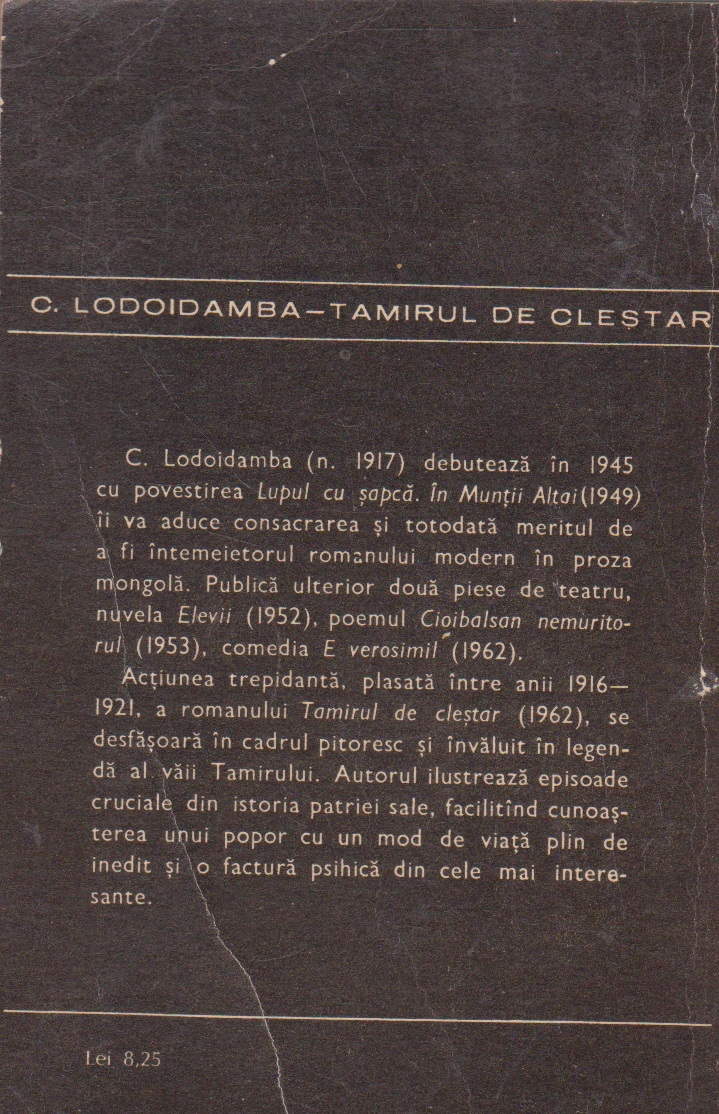 C. LODOIDAMBA—TAMIRUL DE CLEȘTAR
C. Lodoidamba (n. 1917) debutează în 1945
cu povestirea Lupul cu șapcă. În Munții Altai (1949)
îi va aduce consacrarea și totodată meritul de
a fi întemeietorul romanului modern în proza
mongolă. Publică ulterior două piese de teatru,
nuvela Elevii (1952), poemul Cioibalsan nemurito-
rul (1953), comedia E verosimil (1962).
Acțiunea trepidantă, plasată între anii 1916—
1921, a romanului Tamirul de cleștar (1962), se
desfășoară în cadrul pitoresc și învăluit în legen-
dă al văii Tamirului. Autorul ilustrează episoade
cruciale din istoria patriei sale, facilitînd cunoaș-
terea unui popor cu un mod de viață plin de
inedit și o factură psihică din cele mai intere-
sante.
Lei 8,25